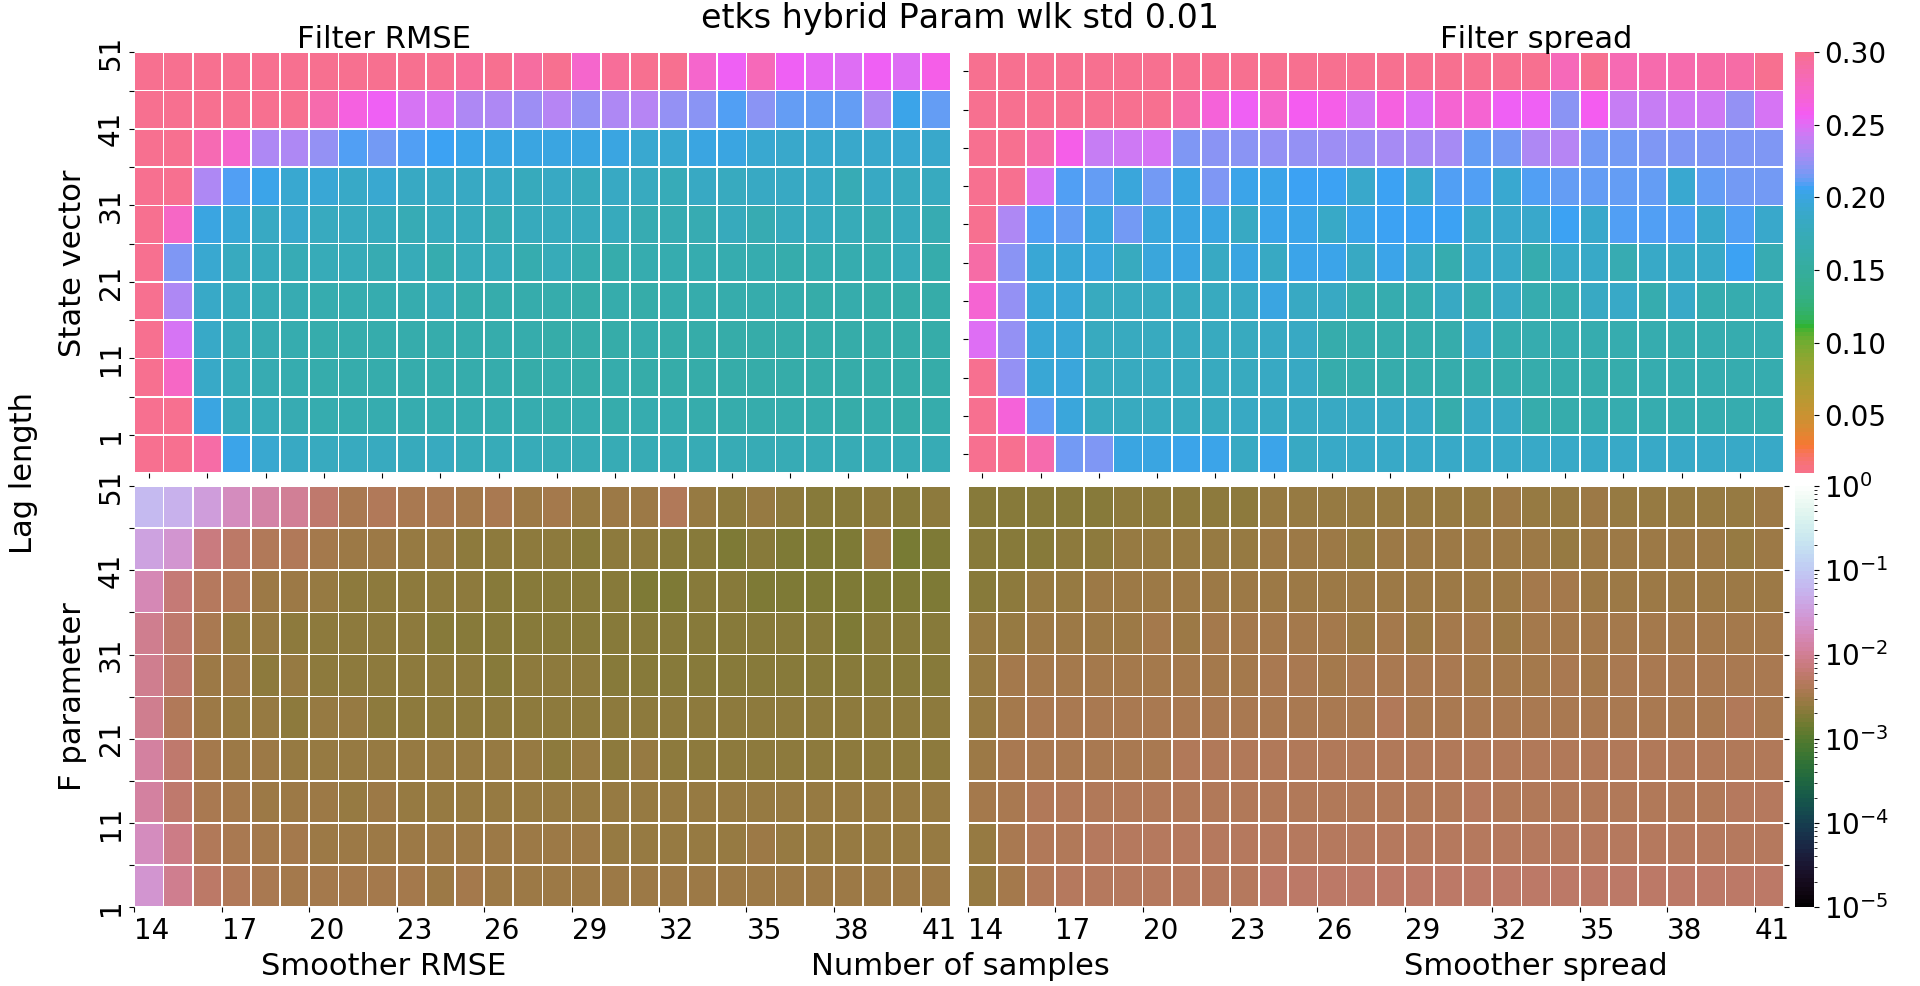 etks hybrid Param wlk std 0.01
Filter RMSE
Filter spread
Lag length
State vector
51
41
31
21
11
1
0.30
0.25
0.20
0.15
0.10
0.05
F parameter
51
41
31
21
11
1
10⁰
10⁻¹
10⁻²
10⁻³
10⁻⁴
10⁻⁵
14 17 20 23 26 29 32 35 38 41
14 17 20 23 26 29 32 35 38 41
Smoother RMSE
Number of samples
Smoother spread